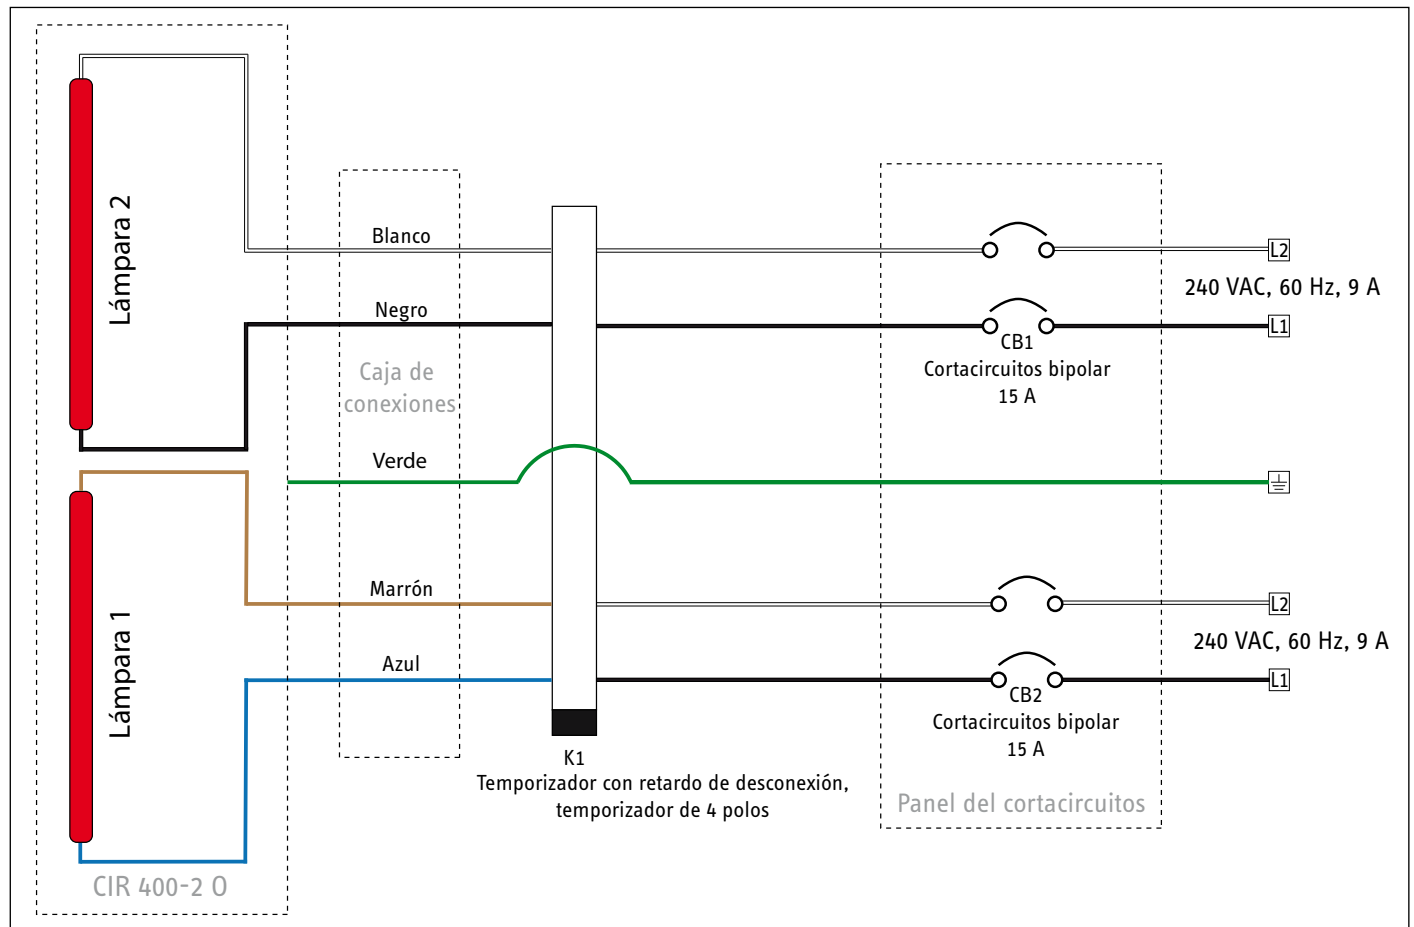 Lámpara 2
Blanco
L2
240 VAC, 60 Hz, 9 A
Negro
L1
CB1
Cortacircuitos bipolar
15 A
Caja de
conexiones
Verde
Lámpara 1
Marrón
L2
240 VAC, 60 Hz, 9 A
Azul
L1
CB2
Cortacircuitos bipolar
15 A
K1
Temporizador con retardo de desconexión,
temporizador de 4 polos
Panel del cortacircuitos
CIR 400-2 O